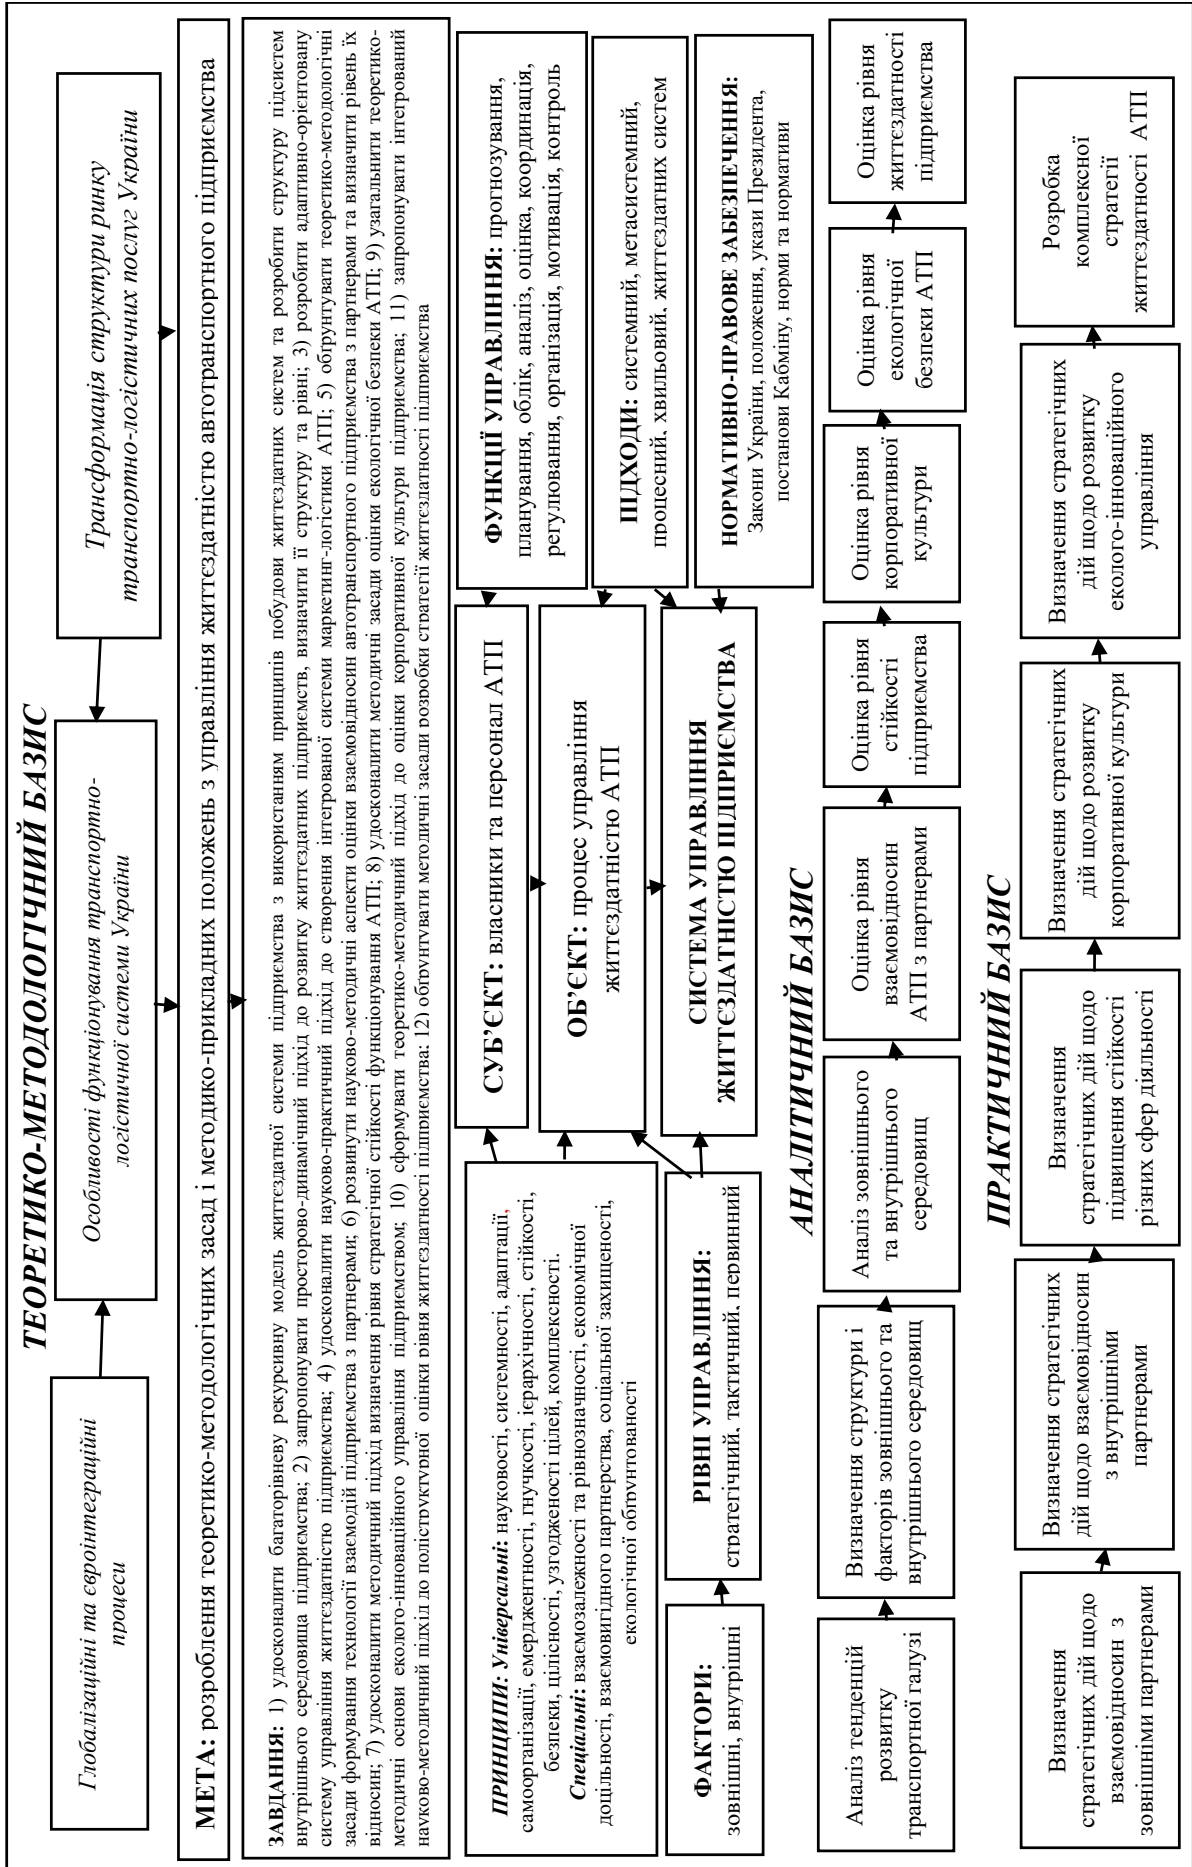 ТЕОРЕТИКО-МЕТОДОЛОГІЧНИЙ БАЗИС
Глобалізаційні та євроінтеграційні
процеси
Особливості функціонування транспортно-
логістичної системи України
Трансформація структури ринку
транспортно-логістичних послуг України
МЕТА: розроблення теоретико-методологічних засад і методико-прикладних положень з управління життєздатністю автотранспортного підприємства
ЗАВДАННЯ: 1) удосконалити багаторівневу рекурсивну модель життєздатної системи підприємства з використанням принципів побудови життєздатних систем та розробити структуру підсистем
внутрішнього середовища підприємства; 2) запропонувати просторово-динамічний підхід до розвитку життєздатних підприємств, визначити її структуру та рівні; 3) розробити адаптивно-орієнтовану
систему управління життєздатністю підприємства; 4) удосконалити науково-практичний підхід до створення інтегрованої системи маркетинг-логістики АТП; 5) обґрунтувати теоретико-методологічні
засади формування технології взаємодій підприємства з партнерами; 6) розвинути науково-методичні аспекти оцінки взаємовідносин автотранспортного підприємства з партнерами та визначити рівень їх
відносин; 7) удосконалити методичний підхід визначення рівня стратегічної стійкості функціонування АТП; 8) удосконалити методичні засади оцінки екологічної безпеки АТП; 9) узагальнити теоретико-
методичні основи еколого-інноваційного управління підприємством; 10) сформувати теоретико-методичний підхід до оцінки корпоративної культури підприємства; 11) запропонувати інтегрований
науково-методичний підхід до поліструктурної оцінки рівня життєздатності підприємства; 12) обґрунтувати методичні засади розробки стратегії життєздатності підприємства
ПРИНЦИПИ: Універсальні: науковості, системності, адаптації,
самоорганізації, емерджентності, гнучкості, ієрархічності, стійкості,
безпеки, цілісності, узгодженості цілей, комплексності.
Спеціальні: взаємозалежності та рівнозначності, економічної
доцільності, взаємовигідного партнерства, соціальної захищеності,
екологічної обґрунтованості
СУБ’ЄКТ: власники та персонал АТП
ФУНКЦІЇ УПРАВЛІННЯ: прогнозування,
планування, облік, аналіз, оцінка, координація,
регулювання, організація, мотивація, контроль
ОБ’ЄКТ: процес управління
життєздатністю АТП
ПІДХОДИ: системний, метасистемний,
процесний, хвильовий, життєздатних систем
ФАКТОРИ:
зовнішні, внутрішні
РІВНІ УПРАВЛІННЯ:
стратегічний, тактичний, первинний
СИСТЕМА УПРАВЛІННЯ
ЖИТТЄЗДАТНІСТЮ ПІДПРИЄМСТВА
НОРМАТИВНО-ПРАВОВЕ ЗАБЕЗПЕЧЕННЯ:
Закони України, положення, укази Президента,
постанови Кабміну, норми та нормативи
АНАЛІТИЧНИЙ БАЗИС
Аналіз тенденцій
розвитку
транспортної галузі
Визначення структури і
факторів зовнішнього та
внутрішнього середовищ
Аналіз зовнішнього
та внутрішнього
середовищ
Оцінка рівня
взаємовідносин
АТП з партнерами
Оцінка рівня
стійкості
підприємства
Оцінка рівня
корпоративної
культури
Оцінка рівня
екологічної
безпеки АТП
Оцінка рівня
життєздатності
підприємства
ПРАКТИЧНИЙ БАЗИС
Визначення
стратегічних дій щодо
взаємовідносин з
зовнішніми партнерами
Визначення стратегічних
дій щодо взаємовідносин
з внутрішніми
партнерами
Визначення
стратегічних дій щодо
підвищення стійкості
різних сфер діяльності
Визначення стратегічних
дій щодо розвитку
корпоративної культури
Визначення стратегічних
дій щодо розвитку
еколого-інноваційного
управління
Розробка
комплексної
стратегії
життєздатності АТП